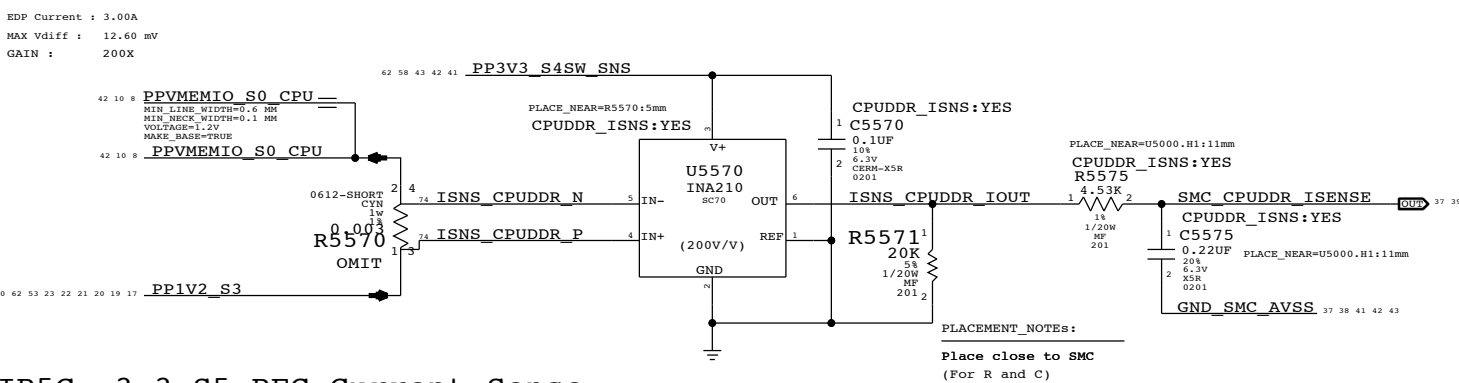 EDP Current : 3.00A
MAX Vdiff : 12.60 mV
GAIN : 200X
62 58 43 42 41 PP3V3_S4SW_SNS
42 10 8 PPVMEMIO_S0_CPU
MIN_LINE_WIDTH=0.6 MM
MIN_NECK_WIDTH=0.1 MM
VOLTAGE=1.2V
MAKE_BASE=TRUE
42 10 8 PPVMEMIO_S0_CPU
PLACE_NEAR=R5570:5mm
CPUDDR_ISNS:YES
3
V+
U5570
INA210
SC70
5 IN-
4 IN+
OUT 6
REF 1
(200V/V)
GND
2
CPUDDR_ISNS:YES
1 C5570
0.1UF
10%
2 6.3V
CERM-X5R
0201
0612-SHORT
CYN
1W
1%
0.003
R5570
OMIT
2 4
1 3
74 ISNS_CPUDDR_N
74 ISNS_CPUDDR_P
0 62 53 23 22 21 20 19 17 PP1V2_S3
ISNS_CPUDDR_IOUT
R5571 1
20K
5%
1/20W
MF
201 2
PLACE_NEAR=U5000.H1:11mm
CPUDDR_ISNS:YES
R5575
1 4.53K 2
1%
1/20W
MF
201
SMC_CPUDDR_ISENSE OUT 37 39
CPUDDR_ISNS:YES
1 C5575
0.22UF PLACE_NEAR=U5000.H1:11mm
20%
2 6.3V
X5R
0201
GND_SMC_AVSS 37 38 41 42 43
PLACEMENT_NOTEs:
Place close to SMC
(For R and C)